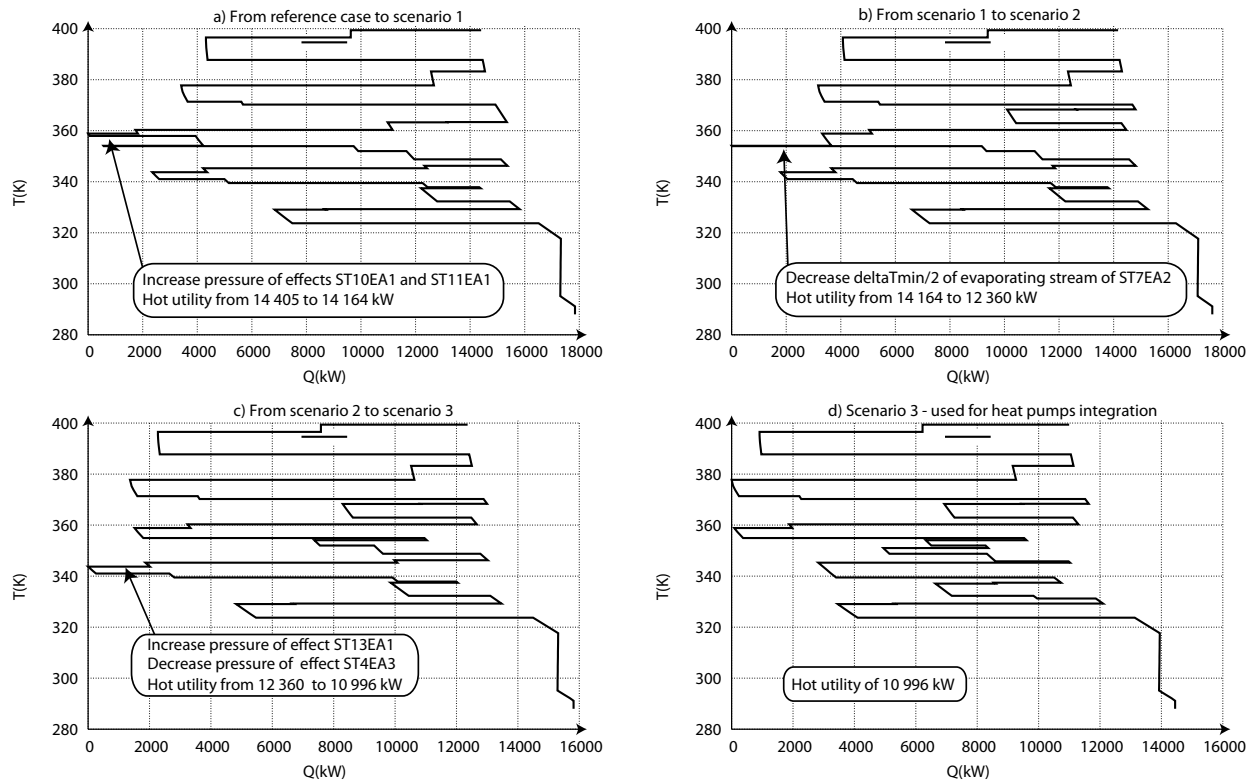 a) From reference case to scenario 1
400
380
360
340
320
300
280
T(K)
Increase pressure of effects ST10EA1 and ST11EA1
Hot utility from 14 405 to 14 164 kW
0 2000 4000 6000 8000 10000 12000 14000 16000 18000
Q(kW)
b) From scenario 1 to scenario 2
400
380
360
340
320
300
280
T(K)
Decrease deltaTmin/2 of evaporating stream of ST7EA2
Hot utility from 14 164 to 12 360 kW
0 2000 4000 6000 8000 10000 12000 14000 16000 18000
Q(kW)
c) From scenario 2 to scenario 3
400
380
360
340
320
300
280
T(K)
Increase pressure of effect ST13EA1
Decrease pressure of effect ST4EA3
Hot utility from 12 360 to 10 996 kW
0 2000 4000 6000 8000 10000 12000 14000 16000
Q(kW)
d) Scenario 3 - used for heat pumps integration
400
380
360
340
320
300
280
T(K)
Hot utility of 10 996 kW
0 2000 4000 6000 8000 10000 12000 14000 16000
Q(kW)